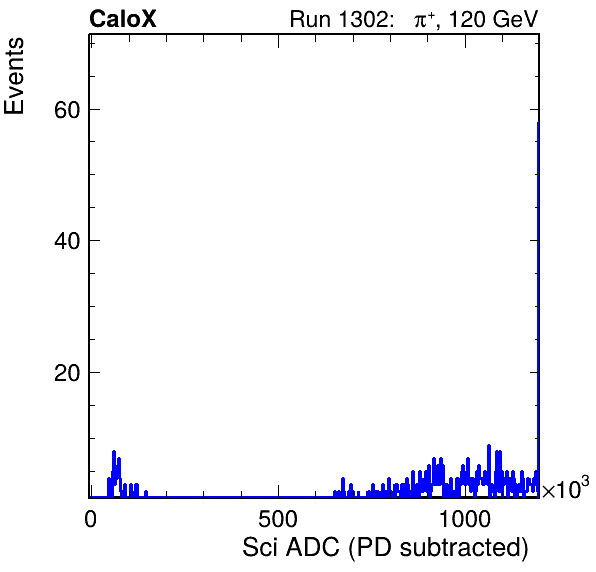 CaloX Run 1302: π⁺, 120 GeV
Events
60
40
20
0 500 1000 ×10³
Sci ADC (PD subtracted)